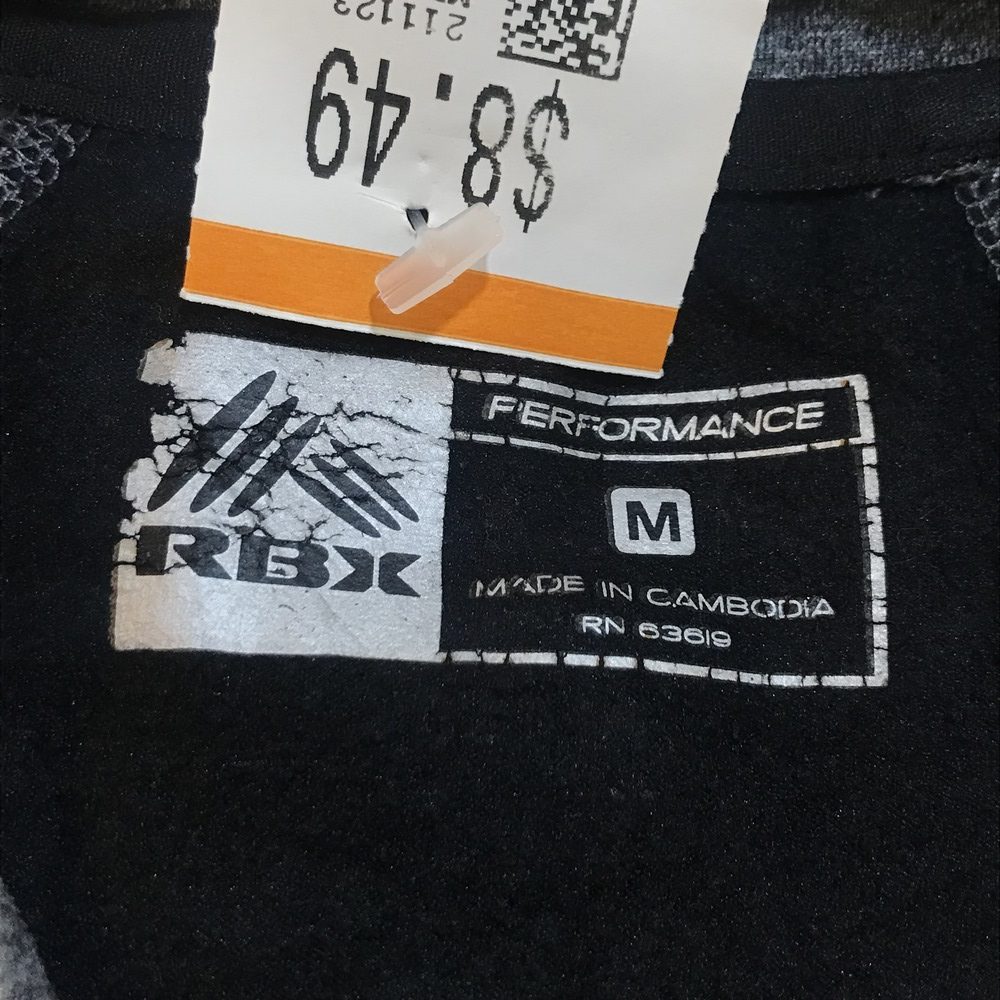 211123
$8.49
RBX
PERFORMANCE
M
MADE IN CAMBODIA
RN 63619